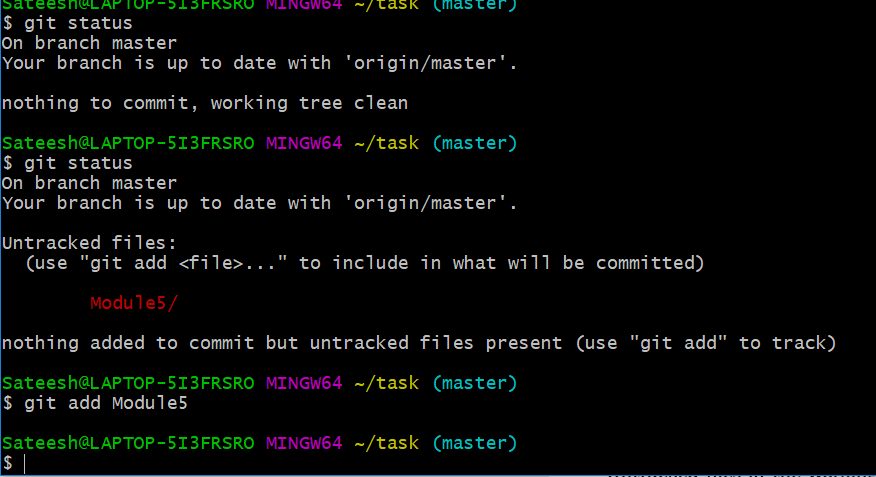 Sateesh@LAPTOP-5I3FRSRO MINGW64 ~/task (master)
$ git status
On branch master
Your branch is up to date with 'origin/master'.
nothing to commit, working tree clean
Sateesh@LAPTOP-5I3FRSRO MINGW64 ~/task (master)
$ git status
On branch master
Your branch is up to date with 'origin/master'.
Untracked files:
  (use "git add <file>..." to include in what will be committed)
        Module5/
nothing added to commit but untracked files present (use "git add" to track)
Sateesh@LAPTOP-5I3FRSRO MINGW64 ~/task (master)
$ git add Module5
Sateesh@LAPTOP-5I3FRSRO MINGW64 ~/task (master)
$